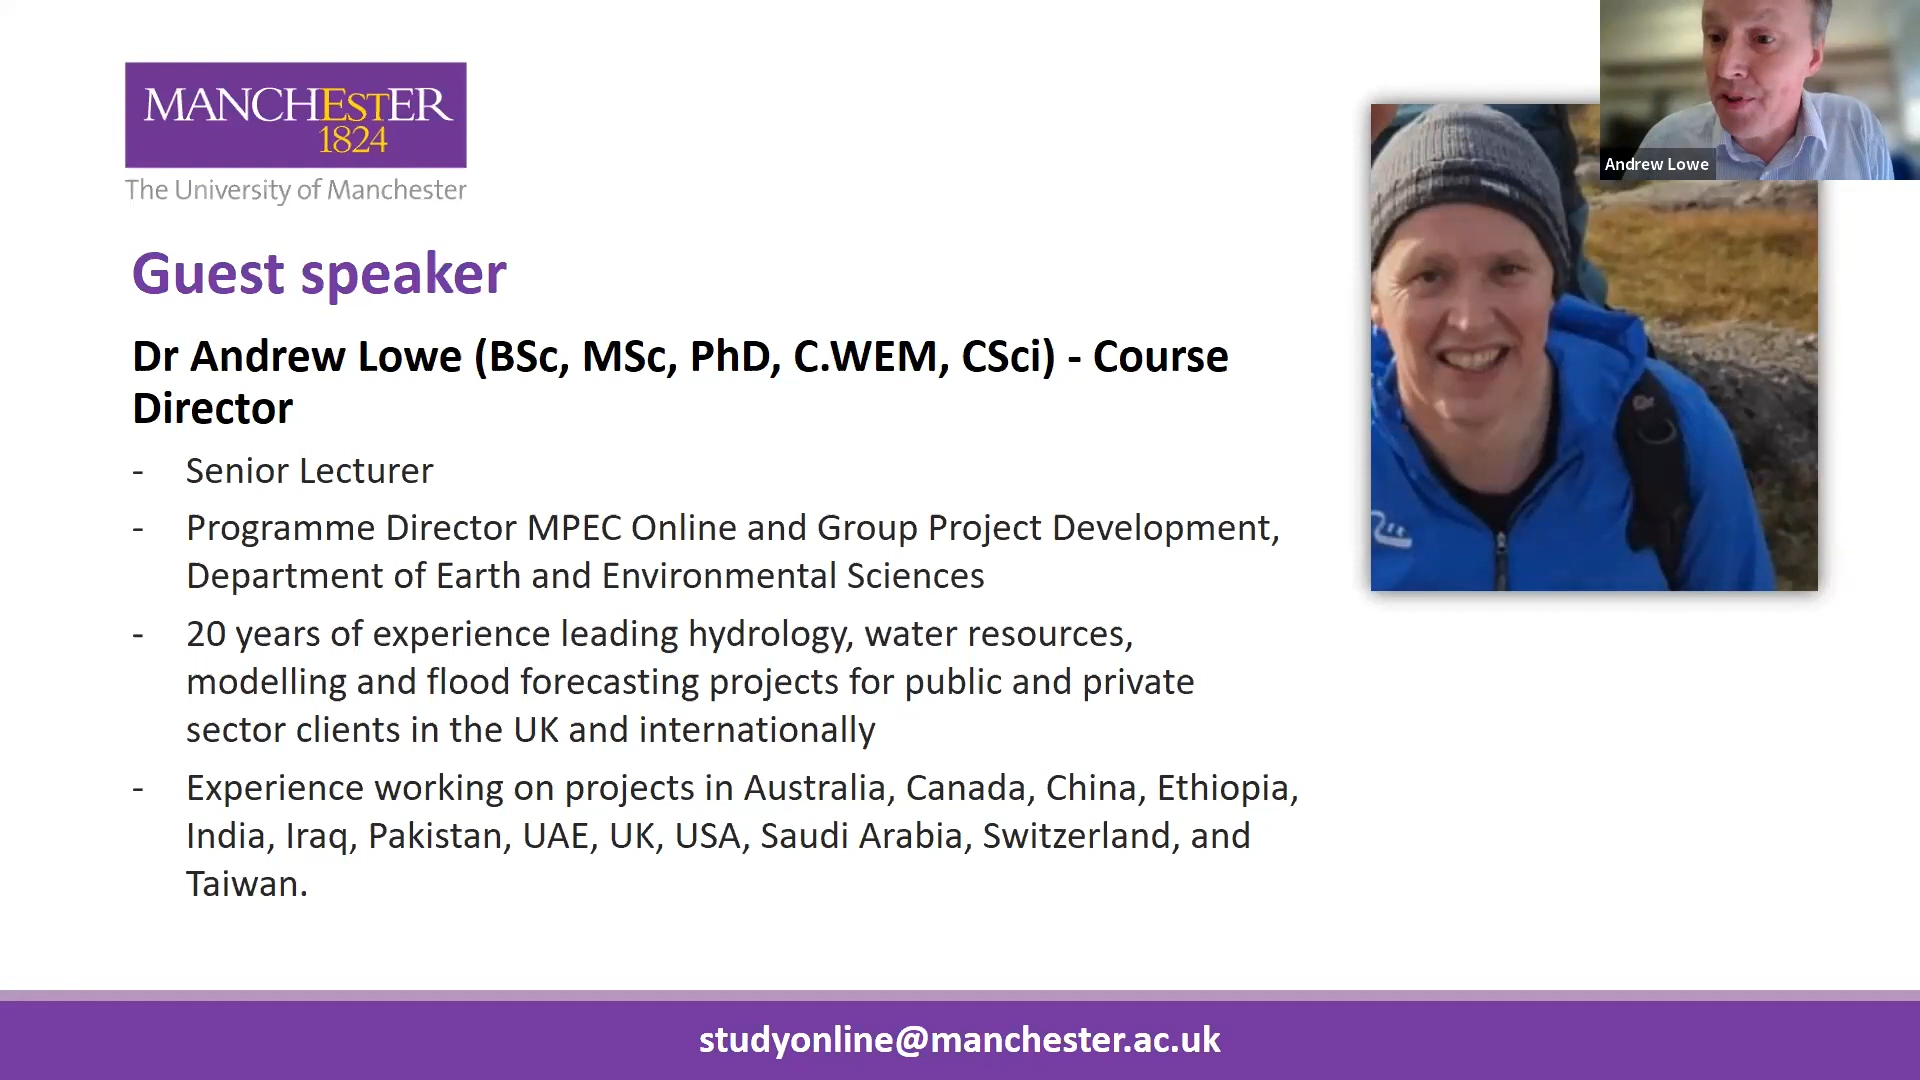 MANCHEstER
1824
The University of Manchester
Andrew Lowe
Guest speaker
Dr Andrew Lowe (BSc, MSc, PhD, C.WEM, CSci) - Course
Director
- Senior Lecturer
- Programme Director MPEC Online and Group Project Development,
Department of Earth and Environmental Sciences
- 20 years of experience leading hydrology, water resources,
modelling and flood forecasting projects for public and private
sector clients in the UK and internationally
- Experience working on projects in Australia, Canada, China, Ethiopia,
India, Iraq, Pakistan, UAE, UK, USA, Saudi Arabia, Switzerland, and
Taiwan.
studyonline@manchester.ac.uk